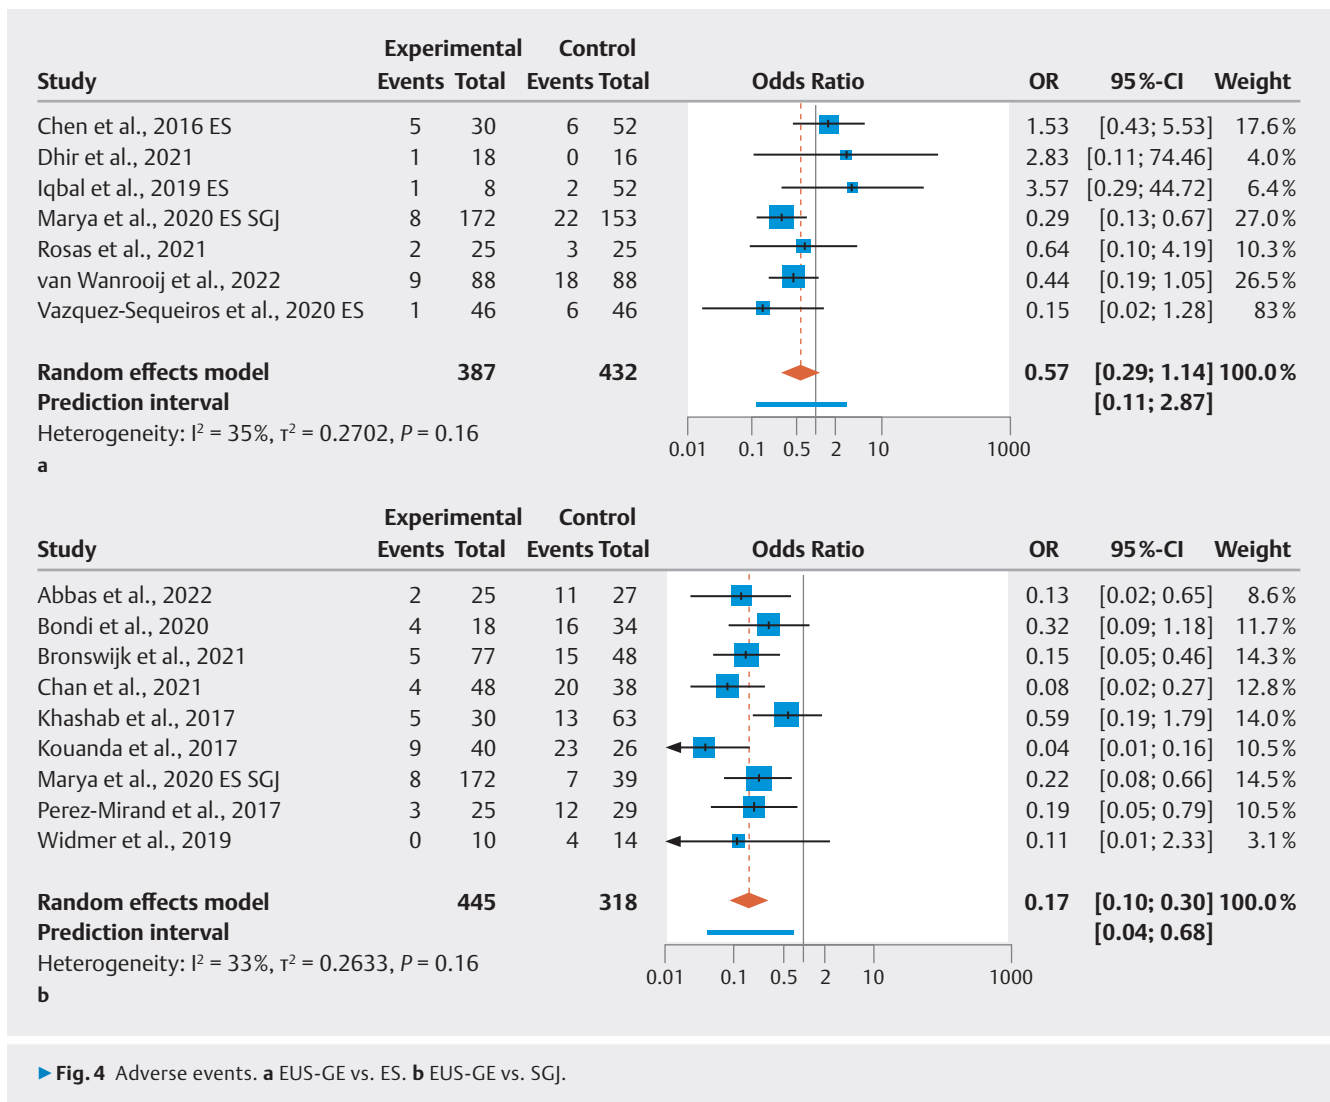 Experimental Control
Study Events Total Events Total Odds Ratio OR 95%-CI Weight
Chen et al., 2016 ES 5 30 6 52 1.53 [0.43; 5.53] 17.6%
Dhir et al., 2021 1 18 0 16 2.83 [0.11; 74.46] 4.0%
Iqbal et al., 2019 ES 1 8 2 52 3.57 [0.29; 44.72] 6.4%
Marya et al., 2020 ES SGJ 8 172 22 153 0.29 [0.13; 0.67] 27.0%
Rosas et al., 2021 2 25 3 25 0.64 [0.10; 4.19] 10.3%
van Wanrooij et al., 2022 9 88 18 88 0.44 [0.19; 1.05] 26.5%
Vazquez-Sequeiros et al., 2020 ES 1 46 6 46 0.15 [0.02; 1.28] 83%
Random effects model 387 432 0.57 [0.29; 1.14] 100.0%
Prediction interval [0.11; 2.87]
Heterogeneity: I² = 35%, τ² = 0.2702, P = 0.16
0.01 0.1 0.5 2 10 1000
a
Experimental Control
Study Events Total Events Total Odds Ratio OR 95%-CI Weight
Abbas et al., 2022 2 25 11 27 0.13 [0.02; 0.65] 8.6%
Bondi et al., 2020 4 18 16 34 0.32 [0.09; 1.18] 11.7%
Bronswijk et al., 2021 5 77 15 48 0.15 [0.05; 0.46] 14.3%
Chan et al., 2021 4 48 20 38 0.08 [0.02; 0.27] 12.8%
Khashab et al., 2017 5 30 13 63 0.59 [0.19; 1.79] 14.0%
Kouanda et al., 2017 9 40 23 26 0.04 [0.01; 0.16] 10.5%
Marya et al., 2020 ES SGJ 8 172 7 39 0.22 [0.08; 0.66] 14.5%
Perez-Mirand et al., 2017 3 25 12 29 0.19 [0.05; 0.79] 10.5%
Widmer et al., 2019 0 10 4 14 0.11 [0.01; 2.33] 3.1%
Random effects model 445 318 0.17 [0.10; 0.30] 100.0%
Prediction interval [0.04; 0.68]
Heterogeneity: I² = 33%, τ² = 0.2633, P = 0.16
0.01 0.1 0.5 2 10 1000
b
▶ Fig. 4 Adverse events. a EUS-GE vs. ES. b EUS-GE vs. SGJ.